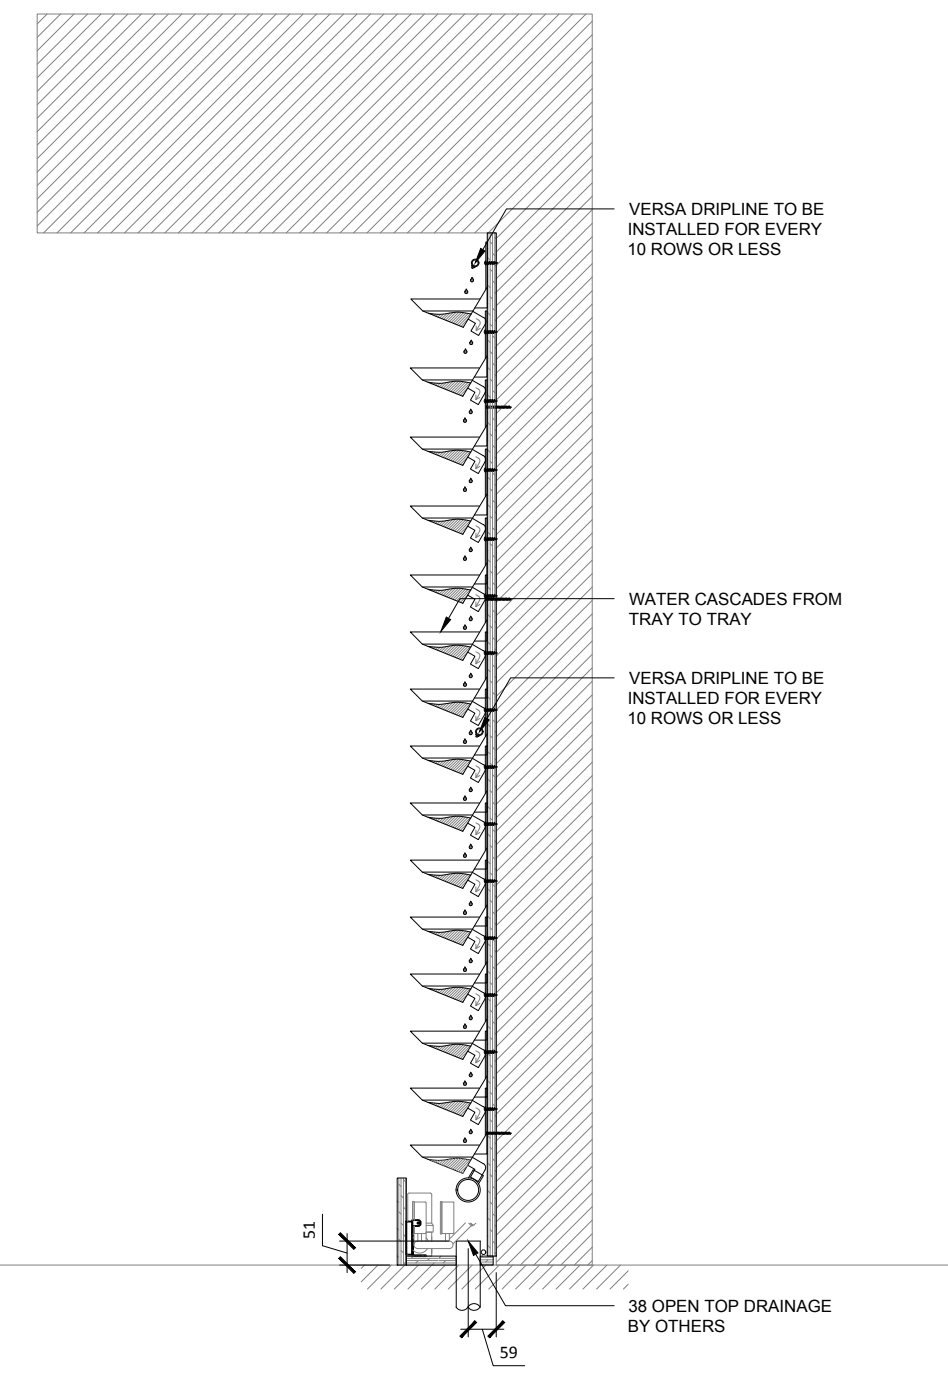 VERSA DRIPLINE TO BE
INSTALLED FOR EVERY
10 ROWS OR LESS
WATER CASCADES FROM
TRAY TO TRAY
VERSA DRIPLINE TO BE
INSTALLED FOR EVERY
10 ROWS OR LESS
51
38 OPEN TOP DRAINAGE
BY OTHERS
59